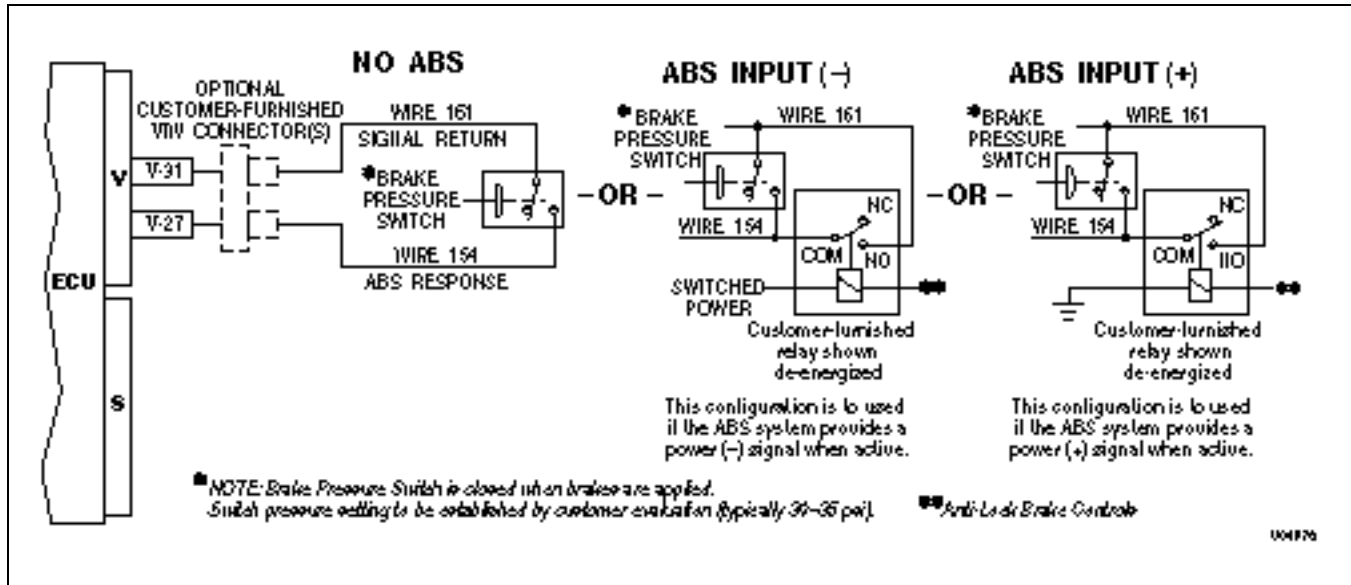 NO ABS
OPTIONAL
CUSTOMER-FURNISHED
VIW CONNECTOR(S)
WIRE 161
SIGNAL RETURN
*BRAKE
PRESSURE
SWITCH
WIRE 154
ABS RESPONSE
ECU
V
S
V-31
V-27
– OR –
ABS INPUT (–)
*BRAKE
PRESSURE
SWITCH
WIRE 161
WIRE 154
NC
COM
NO
SWITCHED
POWER
**
Customer-furnished
relay shown
de-energized
This configuration is to used
if the ABS system provides a
power (–) signal when active.
– OR –
ABS INPUT (+)
*BRAKE
PRESSURE
SWITCH
WIRE 161
WIRE 154
NC
COM
NO
**
Customer-furnished
relay shown
de-energized
This configuration is to used
if the ABS system provides a
power (+) signal when active.
* NOTE: Brake Pressure Switch is closed when brakes are applied.
Switch pressure setting to be established by customer evaluation (typically 30–35 psi).
** Anti-Lock Brake Controls